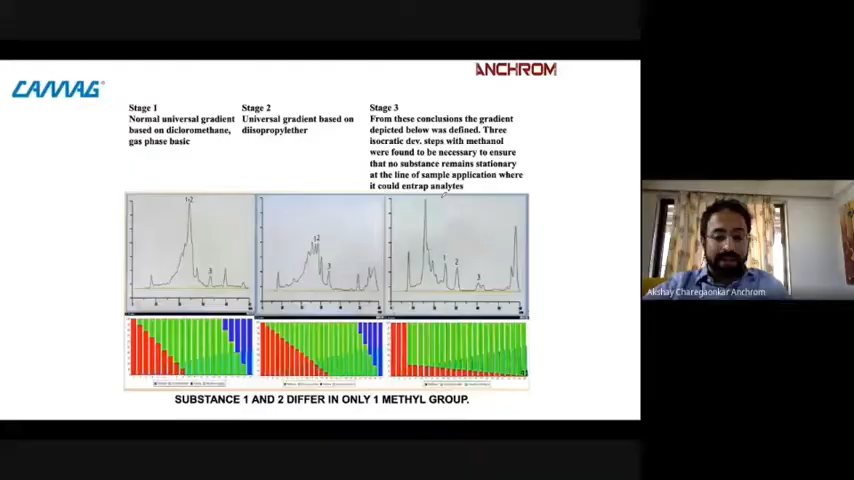 ANCHROM
CAMAG®
Stage 1
Normal universal gradient
based on dicloromethane,
gas phase basic
Stage 2
Universal gradient based on
diisopropylether
Stage 3
From these conclusions the gradient
depicted below was defined. Three
isocratic dev. steps with methanol
were found to be necessary to ensure
that no substance remains stationary
at the line of sample application where
it could entrap analytes
1-2
3
1 2
3
1
2
3
SUBSTANCE 1 AND 2 DIFFER IN ONLY 1 METHYL GROUP.
Akshay Charegaonkar Anchrom